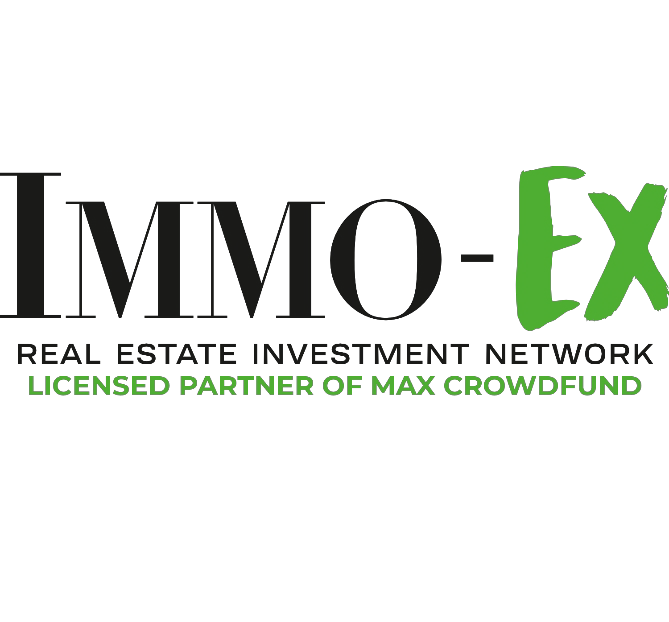 IMMO-EX
REAL ESTATE INVESTMENT NETWORK
LICENSED PARTNER OF MAX CROWDFUND